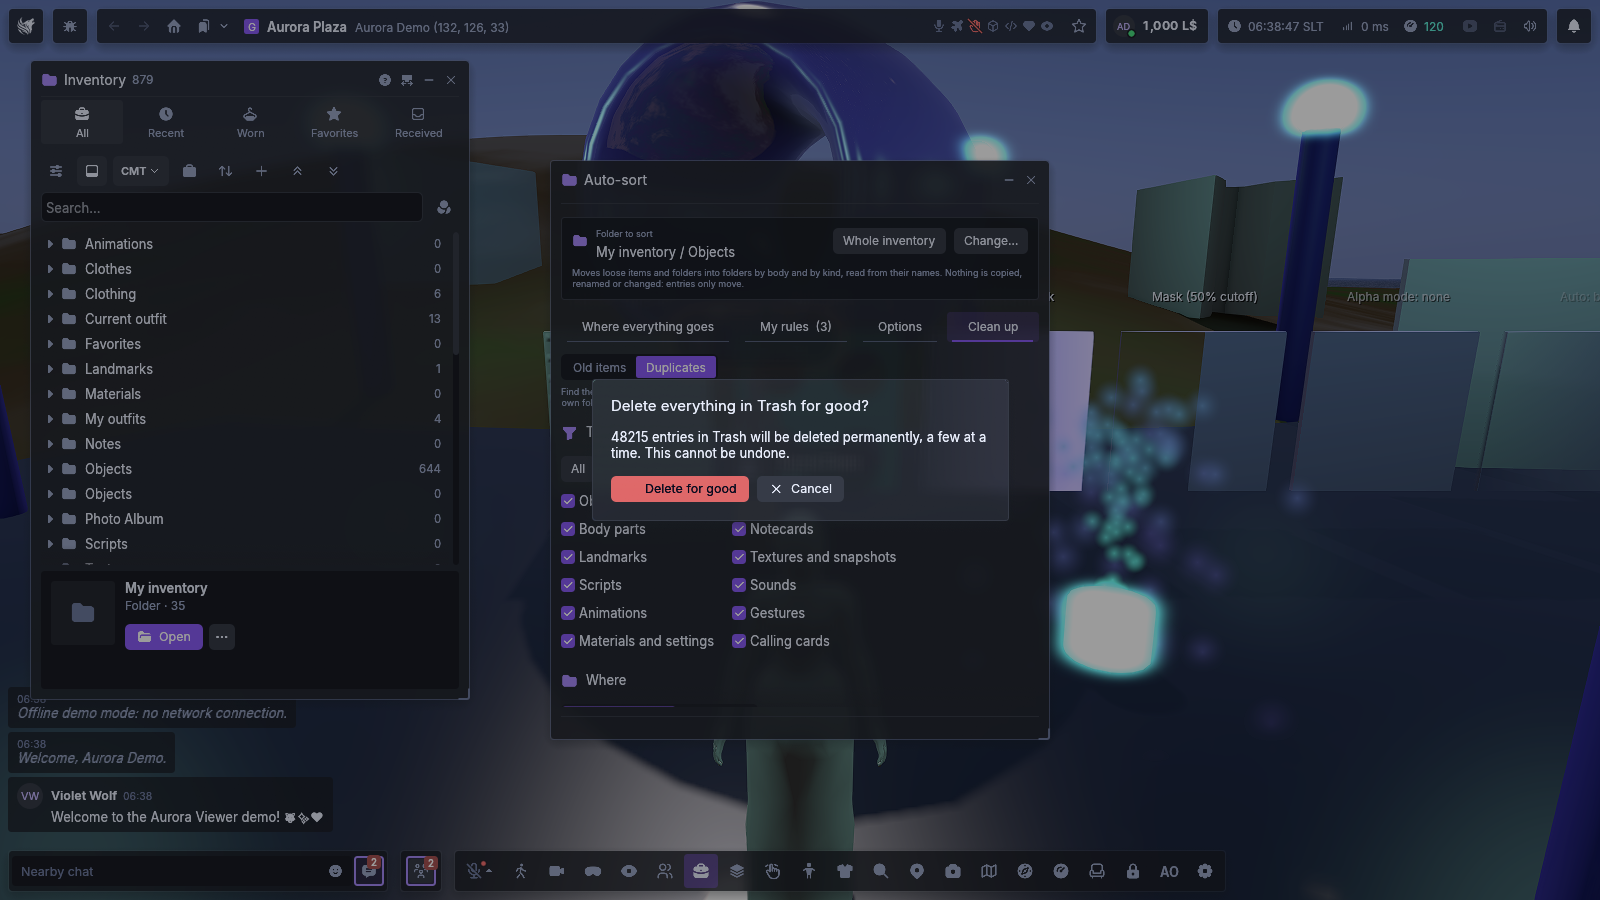 Aurora Plaza Aurora Demo (132, 126, 33)
AD 1,000 L$
06:38:47 SLT 0 ms 120
Inventory 879
All
Recent
Worn
Favorites
Received
CMT
Search...
Animations 0
Clothes 0
Clothing 6
Current outfit 13
Favorites 0
Landmarks 1
Materials 0
My outfits 4
Notes 0
Objects 644
Objects 0
Photo Album 0
Scripts 0
My inventory
Folder · 35
Open
Auto-sort
Folder to sort
My inventory / Objects
Whole inventory
Change...
Moves loose items and folders into folders by body and by kind, read from their names. Nothing is copied,
renamed or changed: entries only move.
Where everything goes
My rules (3)
Options
Clean up
Old items
Duplicates
Find the
own fo
All
Delete everything in Trash for good?
48215 entries in Trash will be deleted permanently, a few at a
time. This cannot be undone.
Delete for good
Cancel
Body parts
Notecards
Landmarks
Textures and snapshots
Scripts
Sounds
Animations
Gestures
Materials and settings
Calling cards
Where
Mask (50% cutoff)
Alpha mode: none
06:38
Offline demo mode: no network connection.
06:38
Welcome, Aurora Demo.
VW Violet Wolf 06:38
Welcome to the Aurora Viewer demo!
Nearby chat
2
2
AO